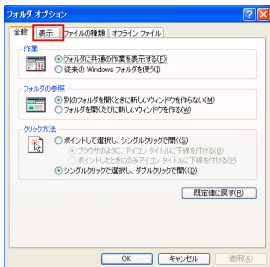 フォルダ オプション
全般 表示 ファイルの種類 オフライン ファイル
作業
フォルダに共通の作業を表示する(E)
従来の Windows フォルダを使う(I)
フォルダの参照
別のフォルダを開くときに新しいウィンドウを作らない(M)
フォルダを開くたびに新しいウィンドウを作る(W)
クリック方法
ポイントして選択し、シングルクリックで開く(S)
ブラウザのように、アイコン タイトルに下線を付ける(B)
ポイントしたときのみアイコン タイトルに下線を付ける(P)
シングルクリックで選択し、ダブルクリックで開く(D)
既定値に戻す(R)
OK キャンセル 適用(A)